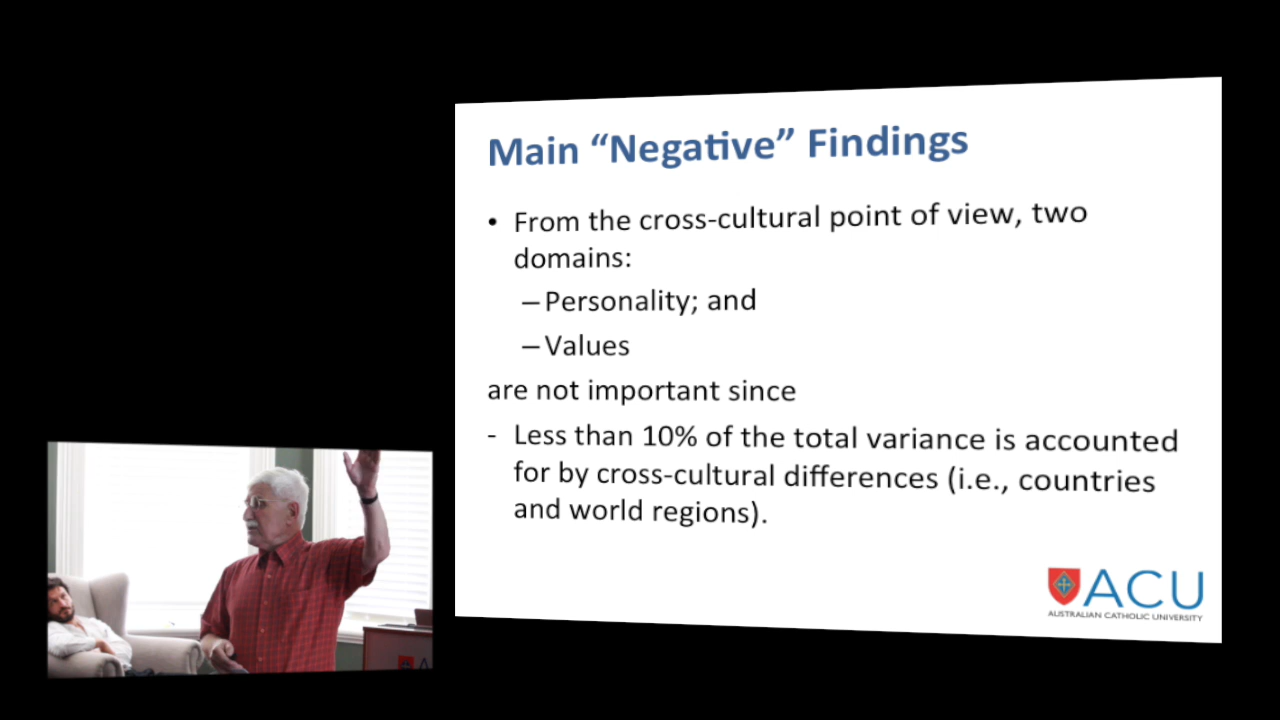 Main “Negative” Findings
• From the cross-cultural point of view, two
domains:
– Personality; and
– Values
are not important since
- Less than 10% of the total variance is accounted
for by cross-cultural differences (i.e., countries
and world regions).
ACU
AUSTRALIAN CATHOLIC UNIVERSITY